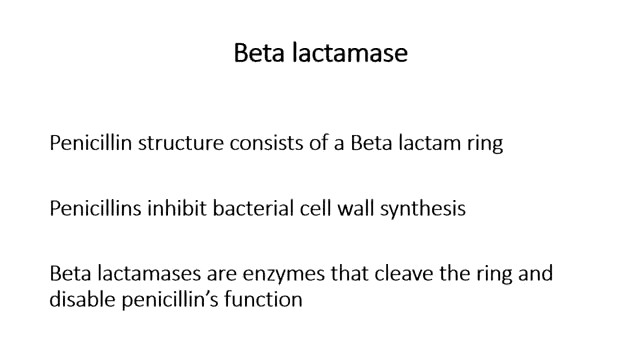 Beta lactamase
Penicillin structure consists of a Beta lactam ring
Penicillins inhibit bacterial cell wall synthesis
Beta lactamases are enzymes that cleave the ring and
disable penicillin’s function